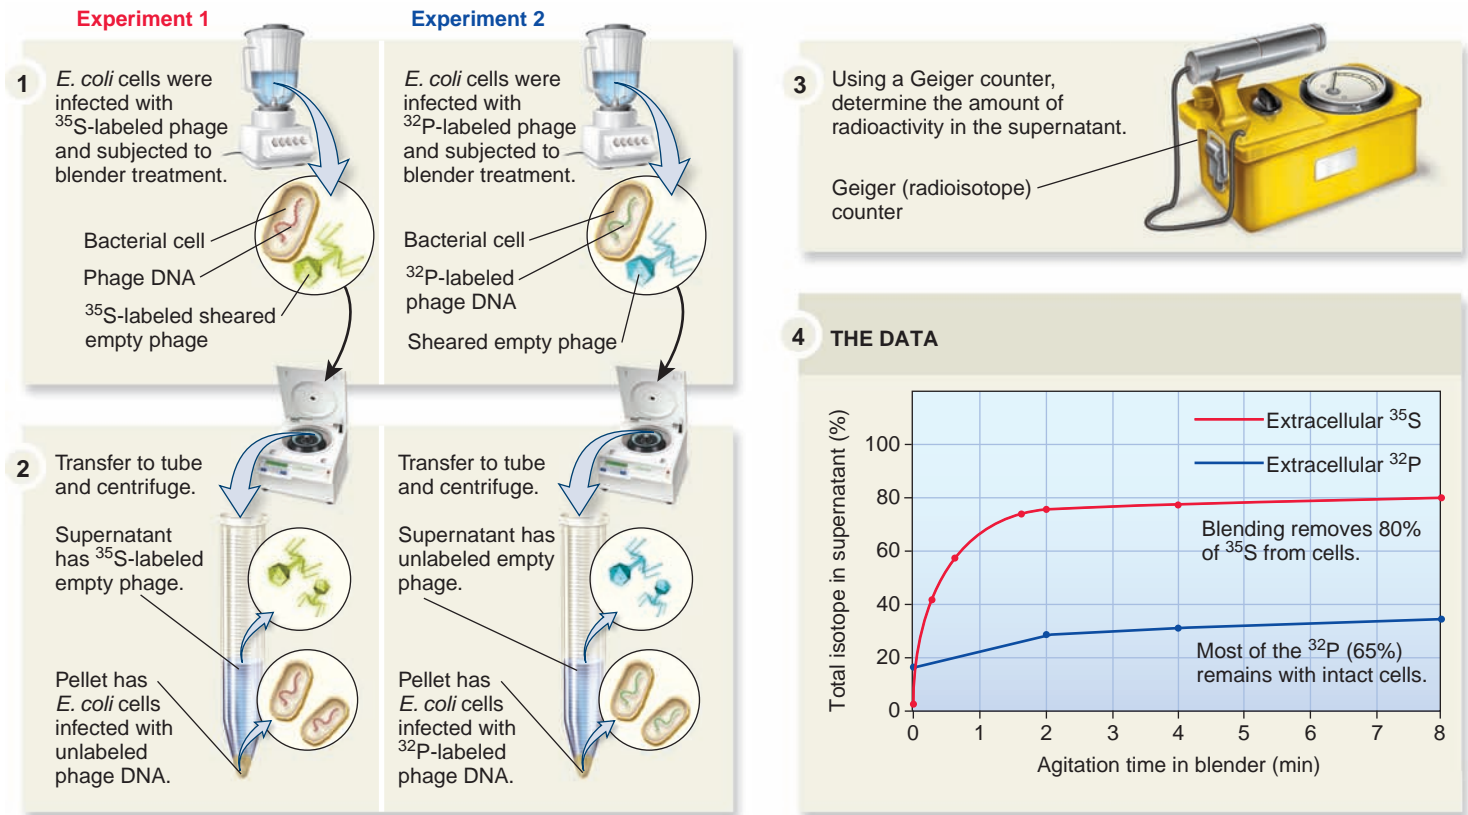 Experiment 1
Experiment 2
1
E. coli cells were
infected with
³⁵S-labeled phage
and subjected to
blender treatment.
Bacterial cell
Phage DNA
³⁵S-labeled sheared
empty phage
E. coli cells were
infected with
³²P-labeled phage
and subjected to
blender treatment.
Bacterial cell
³²P-labeled
phage DNA
Sheared empty phage
2
Transfer to tube
and centrifuge.
Supernatant
has ³⁵S-labeled
empty phage.
Pellet has
E. coli cells
infected with
unlabeled
phage DNA.
Transfer to tube
and centrifuge.
Supernatant has
unlabeled empty
phage.
Pellet has
E. coli cells
infected with
³²P-labeled
phage DNA.
3
Using a Geiger counter,
determine the amount of
radioactivity in the supernatant.
Geiger (radioisotope)
counter
4
THE DATA
Total isotope in supernatant (%)
100
80
60
40
20
0
Extracellular ³⁵S
Extracellular ³²P
Blending removes 80%
of ³⁵S from cells.
Most of the ³²P (65%)
remains with intact cells.
0 1 2 3 4 5 6 7 8
Agitation time in blender (min)